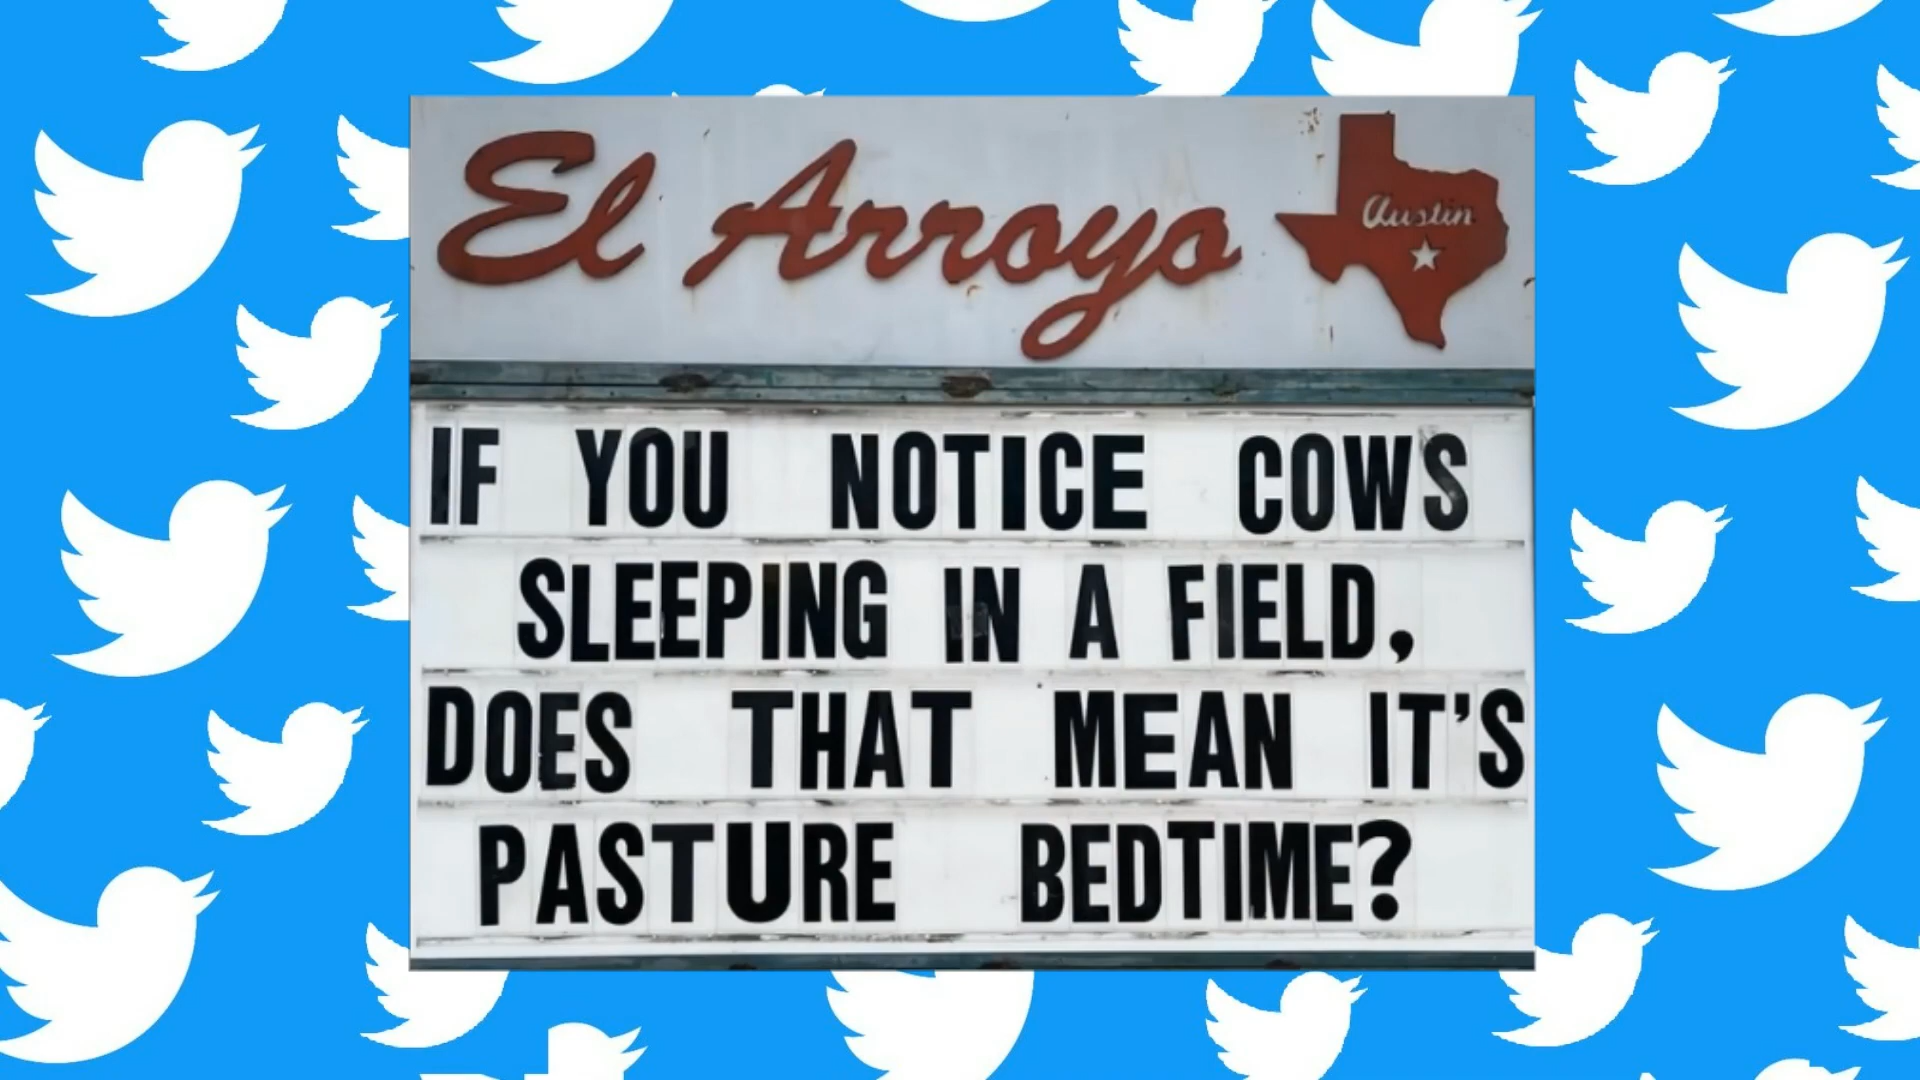 El Arroyo
Austin
IF YOU NOTICE COWS
SLEEPING IN A FIELD,
DOES THAT MEAN IT'S
PASTURE BEDTIME?